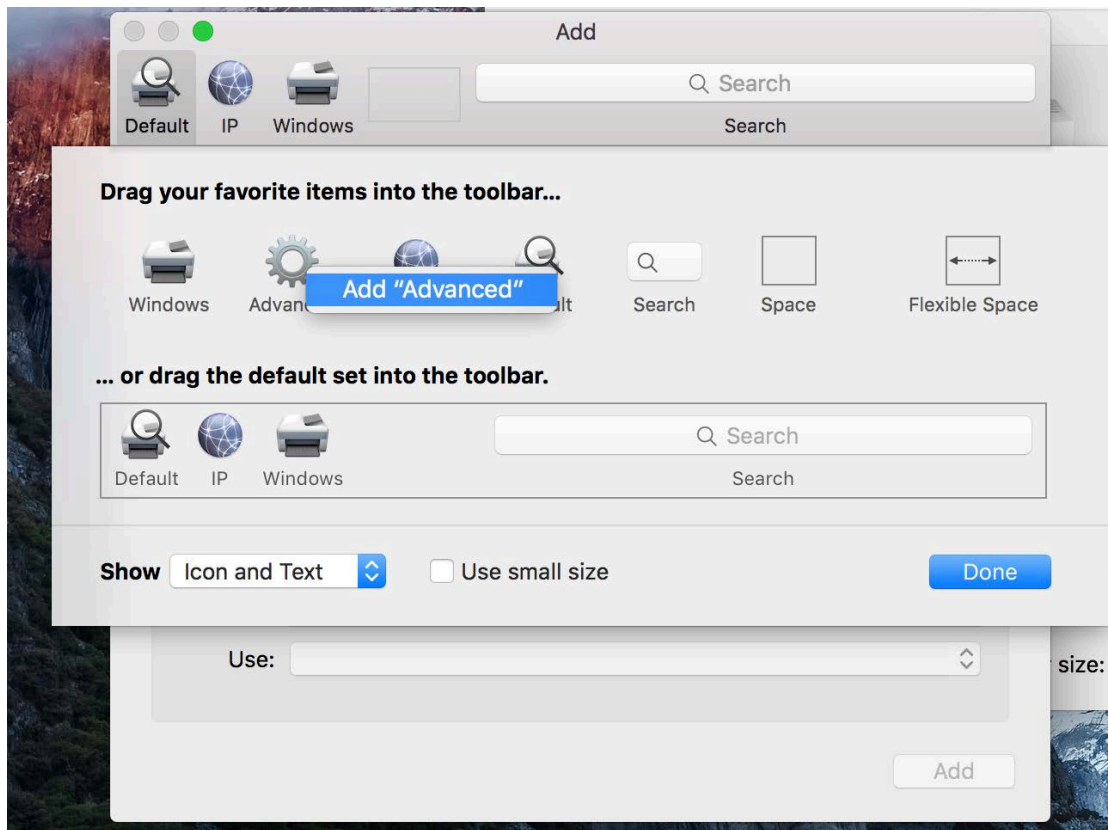 Add
Search
Default IP Windows Search
Drag your favorite items into the toolbar...
Add “Advanced”
Windows Search Space Flexible Space
... or drag the default set into the toolbar.
Search
Default IP Windows Search
Show Icon and Text Use small size Done
Use:
size:
Add